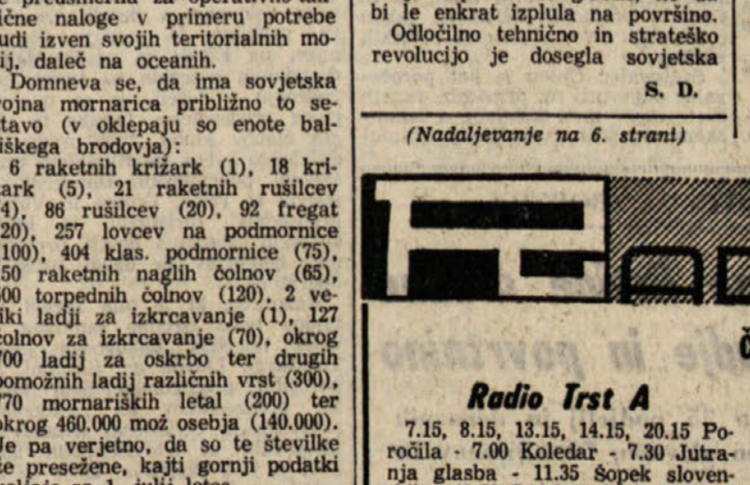 ične naloge v primeru potrebe
udi izven svojih teritorialnih mo-
ij, daleč na oceanih.
Domneva se, da ima sovjetska
ojna mornarica približno to se-
tavo (v oklepaju so enote bal-
iškega brodovja):
6 raketnih križark (1), 18 kri-
ark (5), 21 raketnih rušilcev
4), 86 rušilcev (20), 92 fregat
20), 257 lovcev na podmornice
100), 404 klas. podmornice (75),
50 raketnih naglih čolnov (65),
00 torpednih čolnov (120), 2 ve-
iki ladji za izkrcavanje (1), 127
čolnov za izkrcavanje (70), okrog
700 ladij za oskrbo ter drugih
pomožnih ladij različnih vrst (300),
770 mornariških letal (200) ter
okrog 460.000 mož osebja (140.000).
Je pa verjetno, da so te številke
že presežene, kajti gornji podatki
bi le enkrat izplula na površino.
Odločilno tehnično in strateško
revolucijo je dosegla sovjetska
S. D.
(Nadaljevanje na 6. strani)
Radio Trst A
7.15, 8.15, 13.15, 14.15, 20.15 Po-
ročila - 7.00 Koledar - 7.30 Jutra-
nja glasba - 11.35 Šopek sloven-